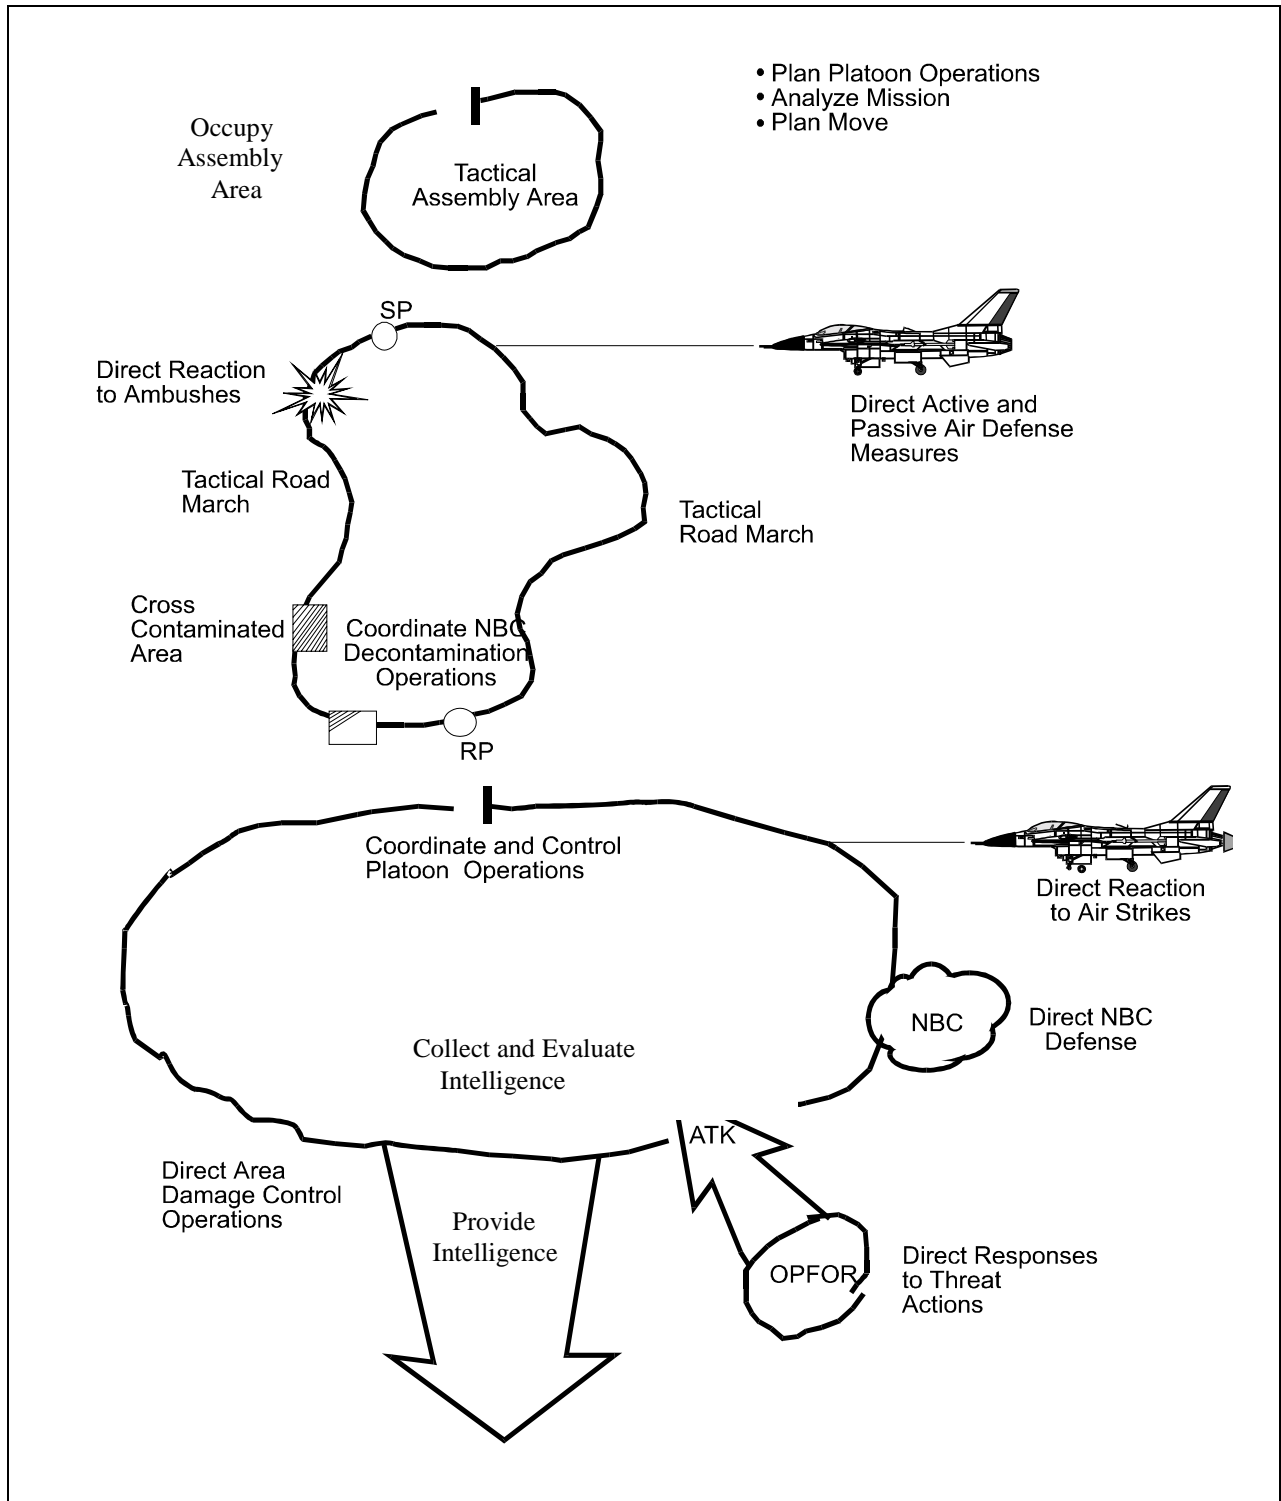 • Plan Platoon Operations
• Analyze Mission
• Plan Move
Occupy
Assembly
Area
Tactical
Assembly Area
SP
Direct Reaction
to Ambushes
Direct Active and
Passive Air Defense
Measures
Tactical Road
March
Tactical
Road March
Cross
Contaminated
Area
Coordinate NBC
Decontamination
Operations
RP
Coordinate and Control
Platoon Operations
Direct Reaction
to Air Strikes
NBC
Direct NBC
Defense
Collect and Evaluate
Intelligence
ATK
Direct Area
Damage Control
Operations
Provide
Intelligence
OPFOR
Direct Responses
to Threat
Actions